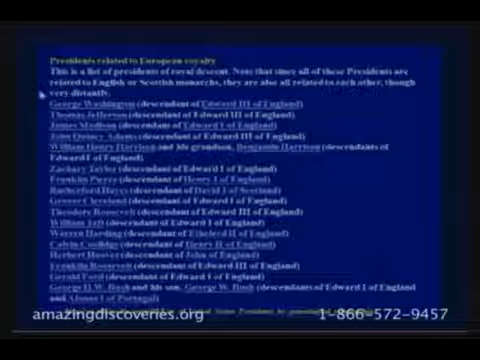 Presidents related to European royalty
This is a list of presidents of royal descent. Note that since all of these Presidents are
related to English or Scottish monarchs, they are also all related to each other, though
very distantly.
George Washington (descendant of Edward III of England)
Thomas Jefferson (descendant of Edward III of England)
James Madison (descendant of Edward I of England)
John Quincy Adams (descendant of Edward III of England)
William Henry Harrison and his grandson, Benjamin Harrison (descendants of
Edward I of England)
Zachary Taylor (descendant of Edward I of England)
Franklin Pierce (descendant of Henry I of England)
Rutherford Hayes (descendant of David I of Scotland)
Grover Cleveland (descendant of Edward I of England)
Theodore Roosevelt (descendant of Edward III of England)
William Taft (descendant of Edward I of England)
Warren Harding (descendant of Ethelred II of England)
Calvin Coolidge (descendant of Henry II of England)
Herbert Hoover (descendant of John of England)
Franklin Roosevelt (descendant of Edward III of England)
Gerald Ford (descendant of Edward I of England)
George H.W. Bush and his son, George W. Bush (descendants of Edward I of England
and Afonso I of Portugal)
amazingdiscoveries.org 1-866-572-9457